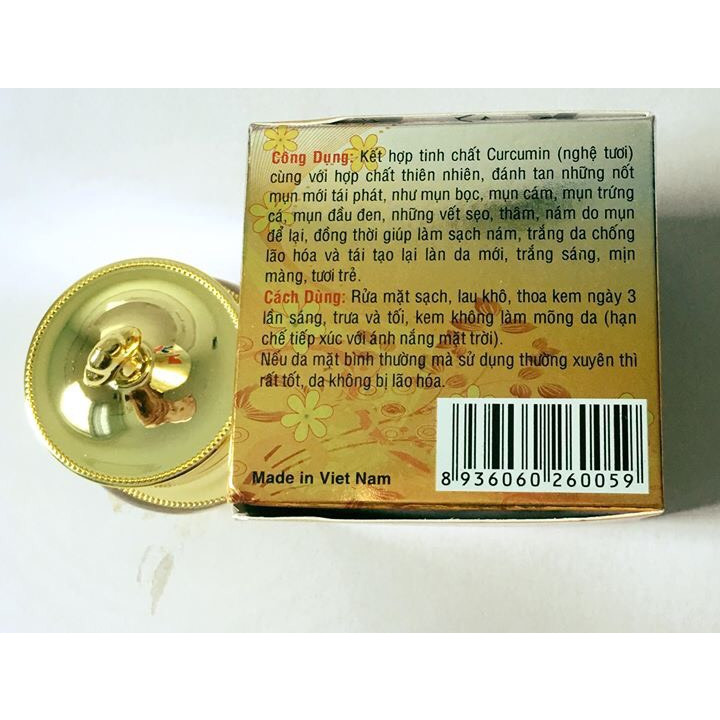 Công Dụng: Kết hợp tinh chất Curcumin (nghệ tươi)
cùng với hợp chất thiên nhiên, đánh tan những nốt
mụn mới tái phát, như mụn bọc, mụn cám, mụn trứng
cá, mụn đầu đen, những vết sẹo, thâm, nám do mụn
để lại, đồng thời giúp làm sạch nám, trắng da chống
lão hóa và tái tạo lại làn da mới, trắng sáng, mịn
màng, tươi trẻ.
Cách Dùng: Rửa mặt sạch, lau khô, thoa kem ngày 3
lần sáng, trưa và tối, kem không làm mõng da (hạn
chế tiếp xúc với ánh nắng mặt trời).
Nếu da mặt bình thường mà sử dụng thường xuyên thì
rất tốt, da không bị lão hóa.
Made in Viet Nam
8 936060 260059